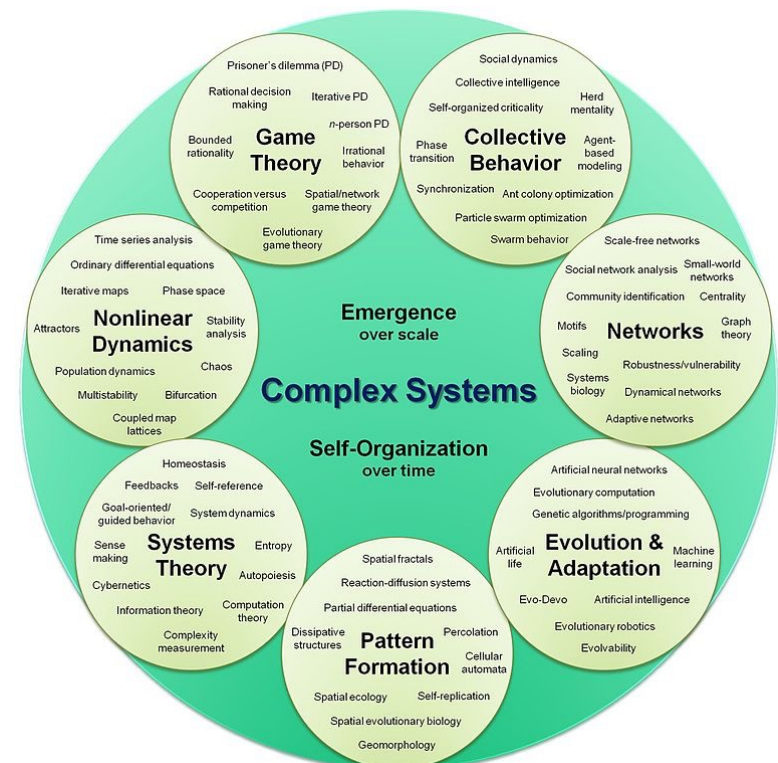 Prisoner's dilemma (PD)
Rational decision
making
Iterative PD
n-person PD
Bounded
rationality
Game
Theory
Irrational
behavior
Cooperation versus
competition
Spatial/network
game theory
Evolutionary
game theory
Social dynamics
Collective intelligence
Self-organized criticality
Herd
mentality
Phase
transition
Collective
Behavior
Agent-
based
modeling
Synchronization
Ant colony optimization
Particle swarm optimization
Swarm behavior
Time series analysis
Ordinary differential equations
Iterative maps
Phase space
Attractors
Nonlinear
Dynamics
Stability
analysis
Population dynamics
Chaos
Multistability
Bifurcation
Coupled map
lattices
Emergence
over scale
Complex Systems
Self-Organization
over time
Scale-free networks
Social network analysis
Small-world
networks
Community identification
Centrality
Motifs
Networks
Graph
theory
Scaling
Robustness/vulnerability
Systems
biology
Dynamical networks
Adaptive networks
Homeostasis
Feedbacks
Self-reference
Goal-oriented/
guided behavior
System dynamics
Sense
making
Systems
Theory
Entropy
Cybernetics
Autopoiesis
Information theory
Computation
theory
Complexity
measurement
Spatial fractals
Reaction-diffusion systems
Partial differential equations
Dissipative
structures
Pattern
Formation
Percolation
Cellular
automata
Spatial ecology
Self-replication
Spatial evolutionary biology
Geomorphology
Artificial neural networks
Evolutionary computation
Genetic algorithms/programming
Artificial
life
Evolution &
Adaptation
Machine
learning
Evo-Devo
Artificial intelligence
Evolutionary robotics
Evolvability